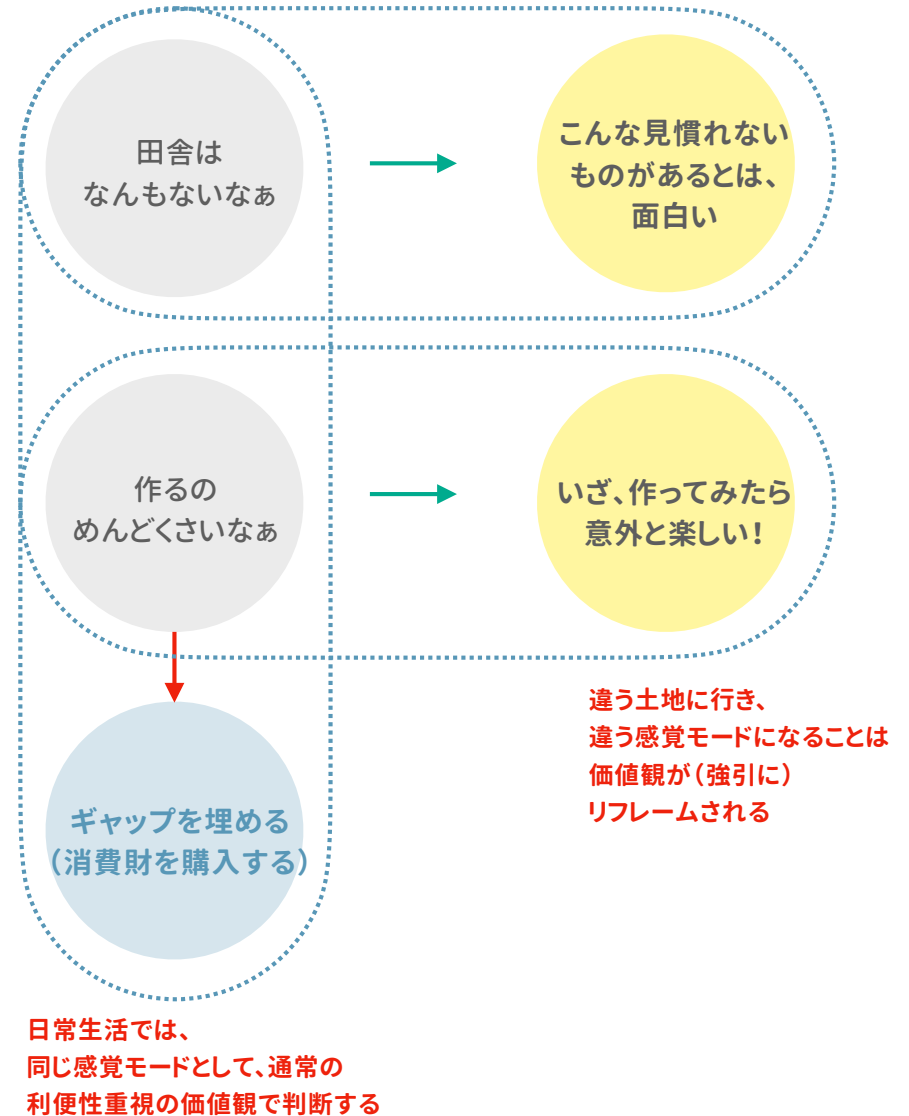 田舎は
なんもないなぁ
こんな見慣れない
ものがあるとは、
面白い
作るの
めんどくさいなぁ
いざ、作ってみたら
意外と楽しい！
違う土地に行き、
違う感覚モードになることは
価値観が（強引に）
リフレームされる
ギャップを埋める
（消費財を購入する）
日常生活では、
同じ感覚モードとして、通常の
利便性重視の価値観で判断する